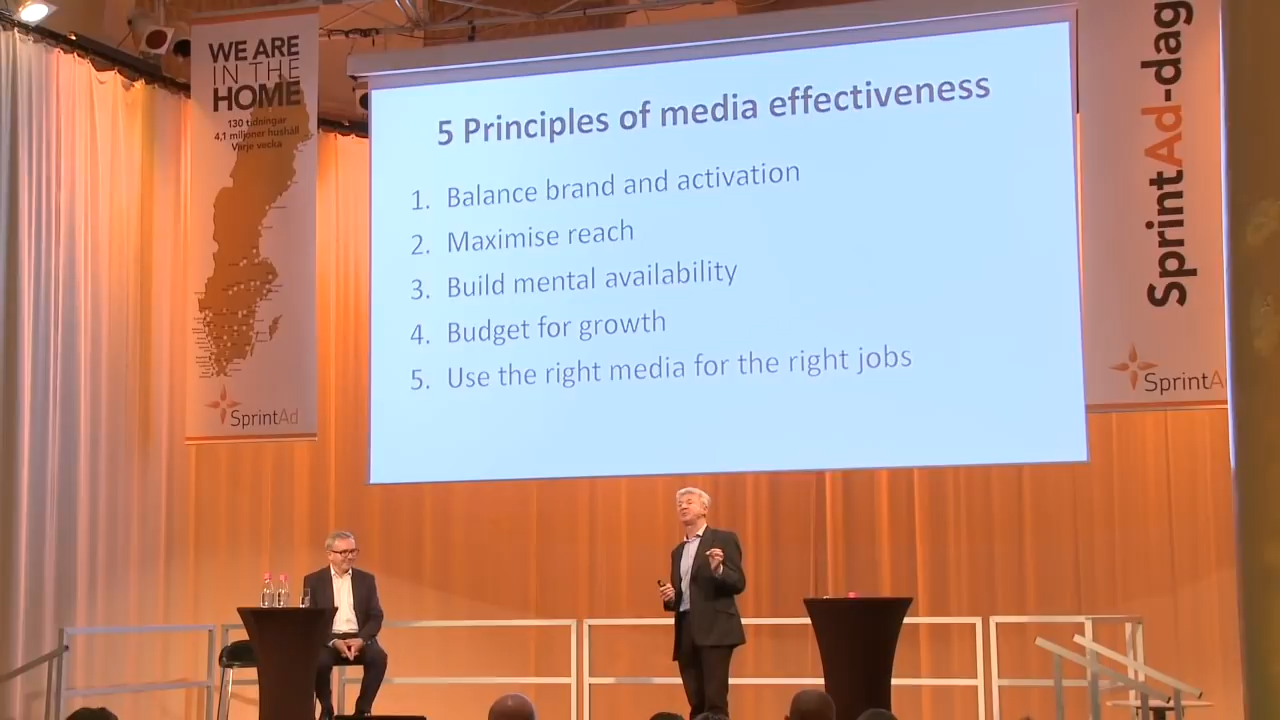 WE ARE
IN THE
HOME
130 tidningar
4,1 miljoner hushåll
Varje vecka
SprintAd
5 Principles of media effectiveness
1. Balance brand and activation
2. Maximise reach
3. Build mental availability
4. Budget for growth
5. Use the right media for the right jobs
SprintAd-dag
SprintA